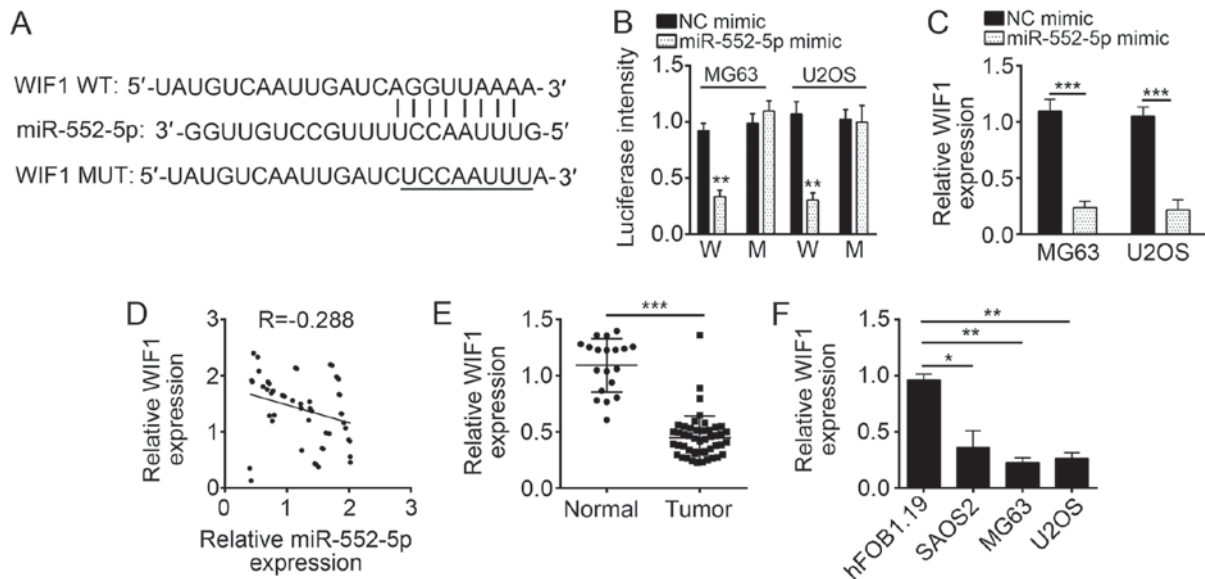 A
WIF1 WT: 5′-UAUGUCAAUUGAUCAGGUUAAAA-3′
miR-552-5p: 3′-GGUUGUCCGUUUUCCAAUUUG-5′
WIF1 MUT: 5′-UAUGUCAAUUGAUCUCCAAUUUA-3′
B
NC mimic
miR-552-5p mimic
MG63
U2OS
Luciferase intensity
1.5
1.0
0.5
0.0
**
**
W
M
W
M
C
NC mimic
miR-552-5p mimic
Relative WIF1
expression
1.5
1.0
0.5
0.0
***
***
MG63
U2OS
D
R=-0.288
Relative WIF1
expression
3
2
1
0
0
1
2
3
Relative miR-552-5p
expression
E
***
Relative WIF1
expression
1.5
1.0
0.5
0.0
Normal
Tumor
F
**
**
*
Relative WIF1
expression
1.5
1.0
0.5
0.0
hFOB1.19
SAOS2
MG63
U2OS